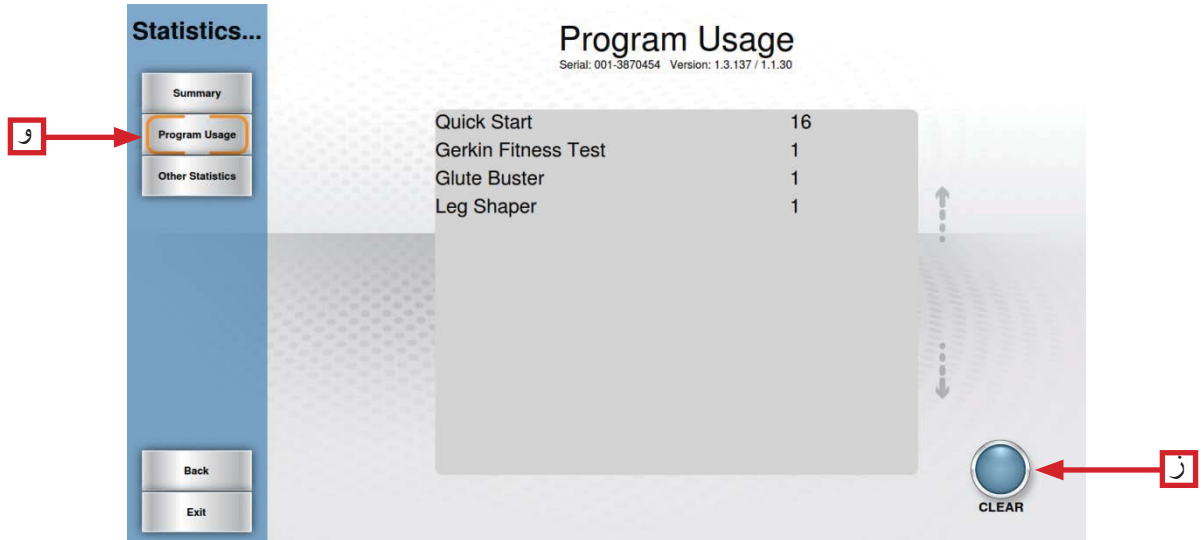 Statistics...
Program Usage
Serial: 001-3870454 Version: 1.3.137 / 1.1.30
Summary
و
Program Usage
Other Statistics
Quick Start 16
Gerkin Fitness Test 1
Glute Buster 1
Leg Shaper 1
Back
Exit
CLEAR
ز